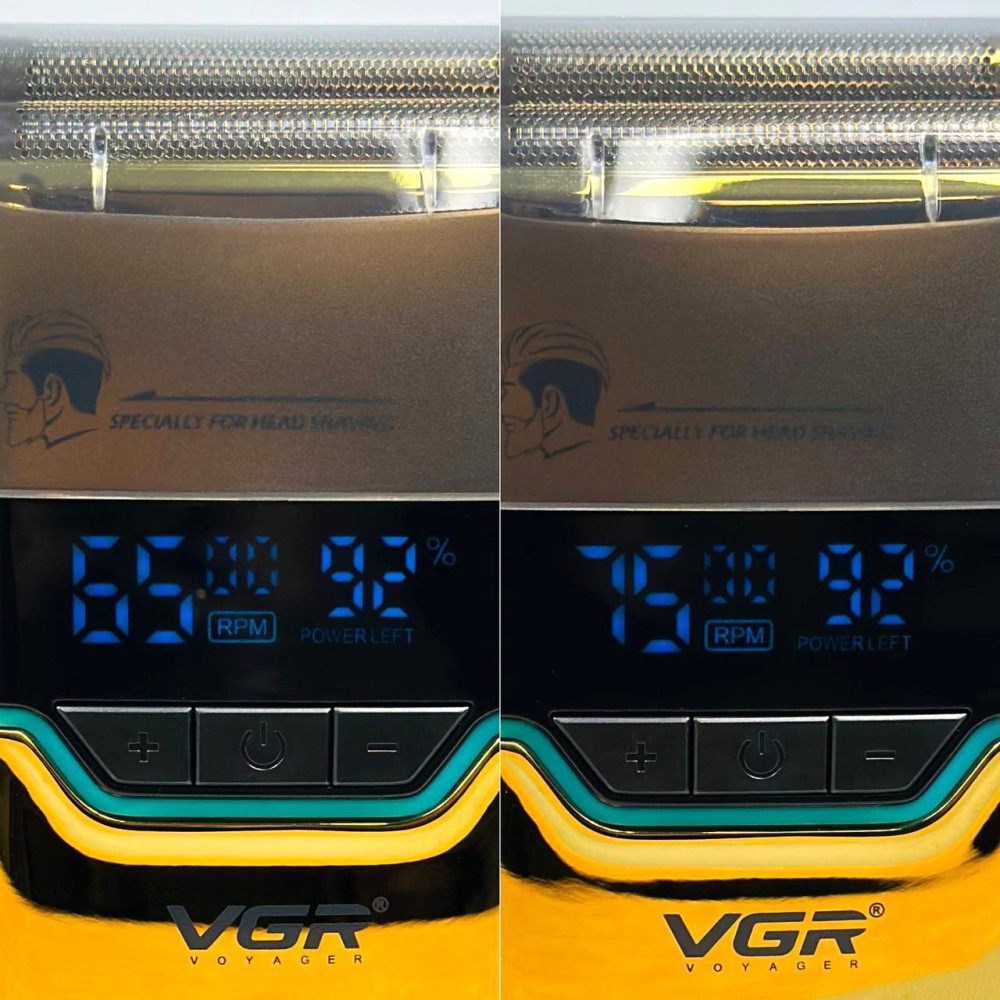 SPECIALLY FOR HEAD SHAVING
6500 92%
RPM POWER LEFT
VGR®
VOYAGER
SPECIALLY FOR HEAD SHAVING
7500 92%
RPM POWER LEFT
VGR®
VOYAGER